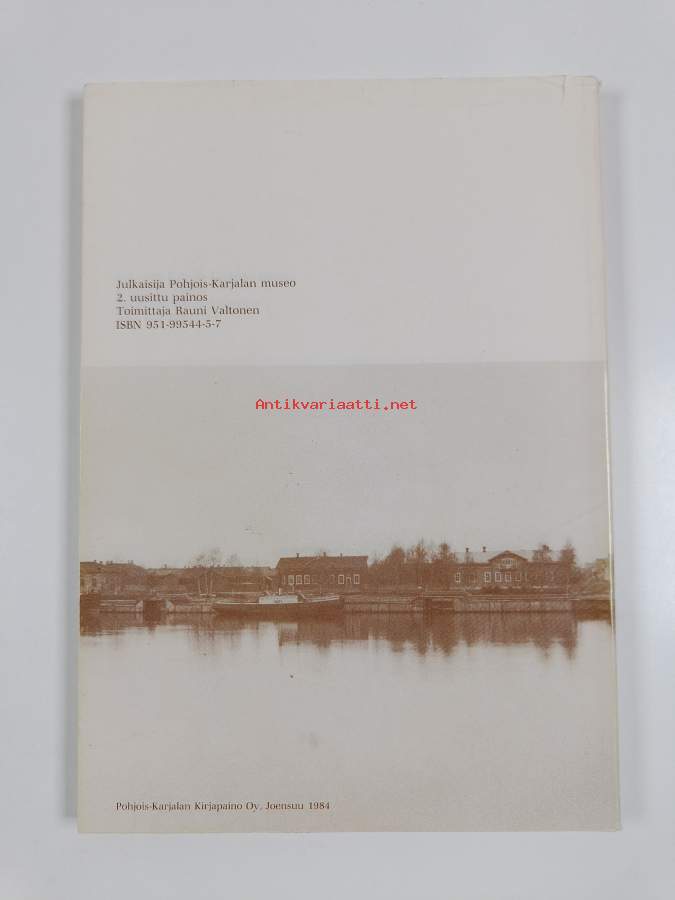 Julkaisija Pohjois-Karjalan museo
2. uusittu painos
Toimittaja Rauni Valtonen
ISBN 951-99544-5-7
Antikvariaatti.net
Pohjois-Karjalan Kirjapaino Oy, Joensuu 1984